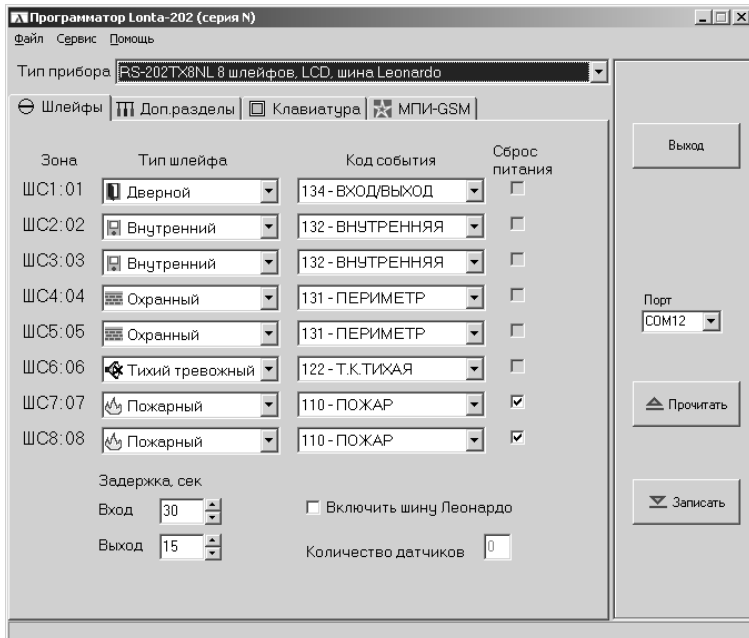 Программатор Lonta-202 (серия N)
Файл Сервис Помощь
Тип прибора RS-202TX8NL 8 шлейфов, LCD, шина Leonardo
Шлейфы Доп.разделы Клавиатура МПИ-GSM
Зона Тип шлейфа Код события Сброс питания
ШС1:01 Дверной 134 - ВХОД/ВЫХОД
ШС2:02 Внутренний 132 - ВНУТРЕННЯЯ
ШС3:03 Внутренний 132 - ВНУТРЕННЯЯ
ШС4:04 Охранный 131 - ПЕРИМЕТР
ШС5:05 Охранный 131 - ПЕРИМЕТР
ШС6:06 Тихий тревожный 122 - Т.К.ТИХАЯ
ШС7:07 Пожарный 110 - ПОЖАР
ШС8:08 Пожарный 110 - ПОЖАР
Задержка, сек
Вход 30 Включить шину Леонардо
Выход 15 Количество датчиков 0
Выход
Порт
COM12
Прочитать
Записать